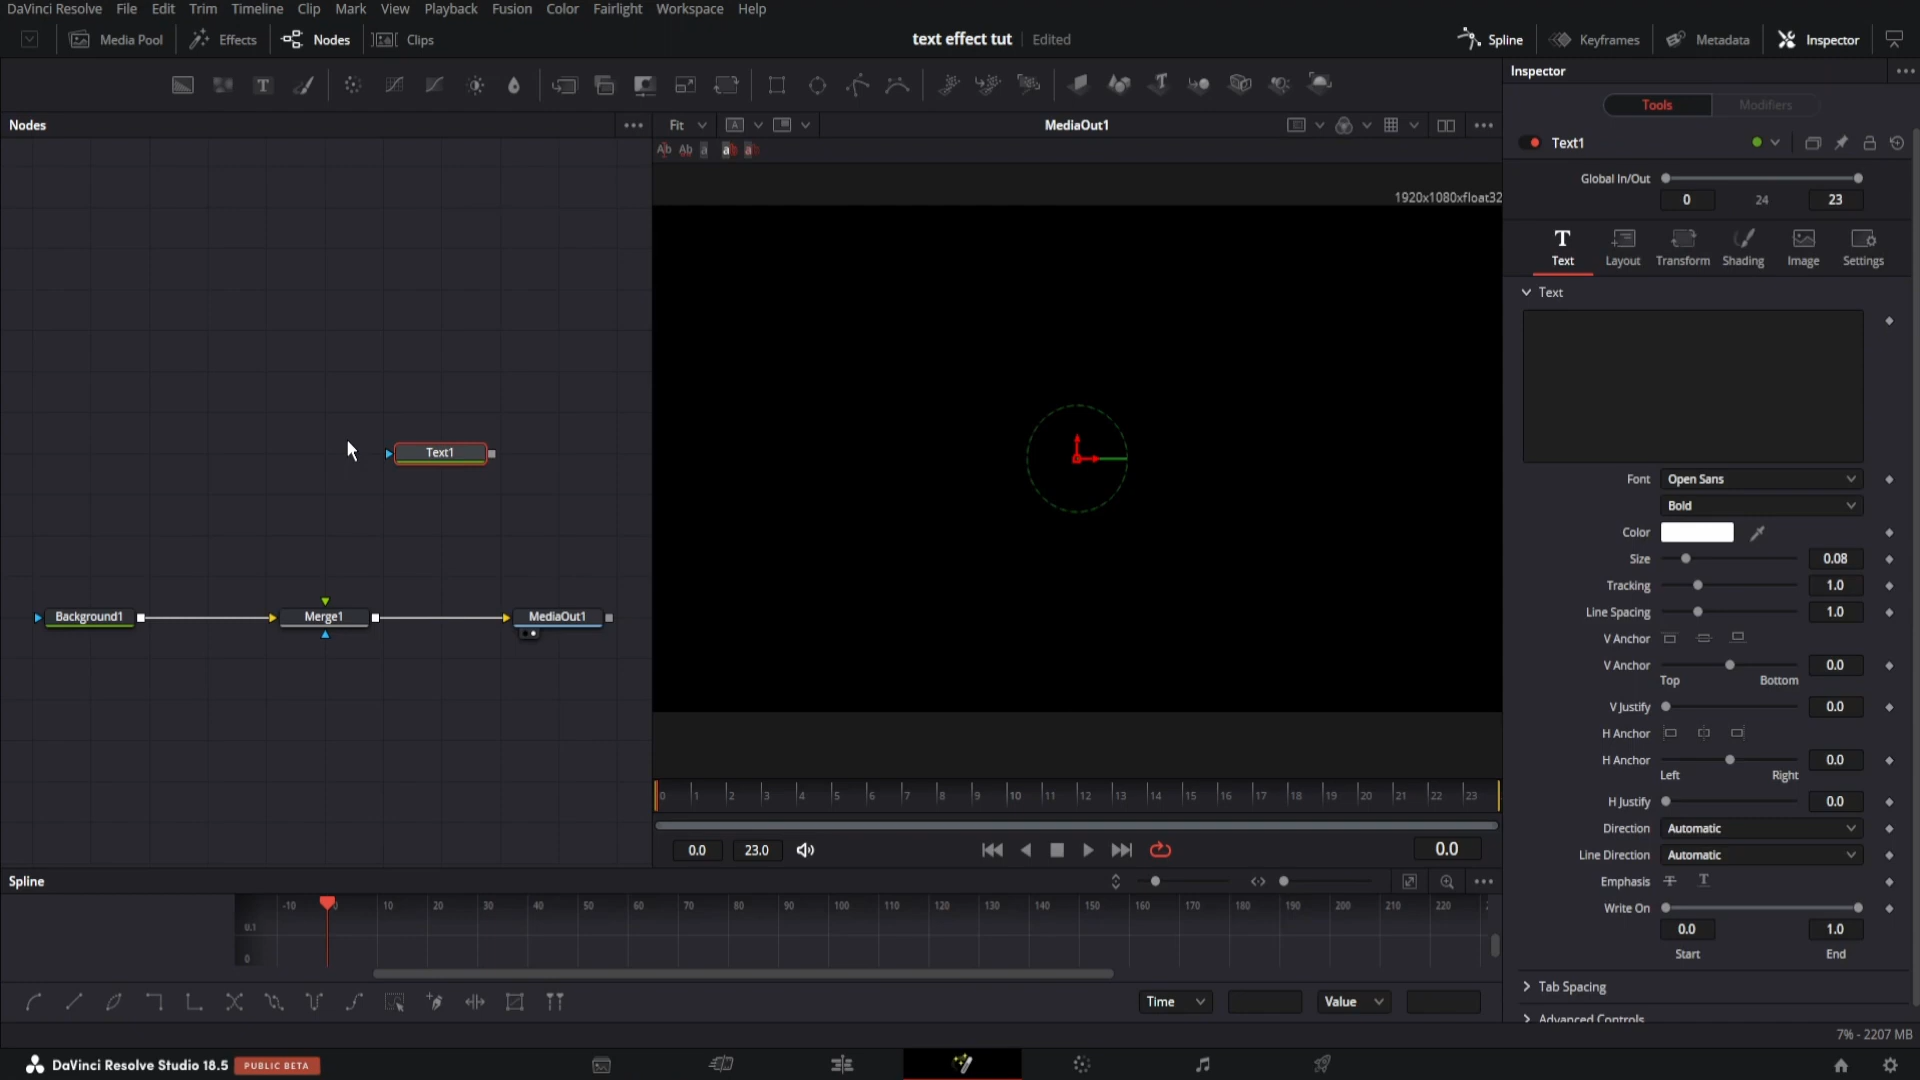 DaVinci Resolve File Edit Trim Timeline Clip Mark View Playback Fusion Color Fairlight Workspace Help
Media Pool Effects Nodes Clips text effect tut Edited Spline Keyframes Metadata Inspector
Inspector
Tools Modifiers
Nodes Fit A MediaOut1
Ab Ab a ab ab
Text1
Global In/Out
0 24 23
1920x1080xfloat32
Text Layout Transform Shading Image Settings
Text
Text1
Font Open Sans
Bold
Color
Size 0.08
Tracking 1.0
Line Spacing 1.0
Background1 Merge1 MediaOut1
V Anchor
V Anchor 0.0
Top Bottom
V Justify 0.0
H Anchor
H Anchor 0.0
Left Right
H Justify 0.0
0 1 2 3 4 5 6 7 8 9 10 11 12 13 14 15 16 17 18 19 20 21 22 23
Direction Automatic
0.0 23.0 0.0
Line Direction Automatic
Spline
Emphasis T T
Write On
-10 0 10 20 30 40 50 60 70 80 90 100 110 120 130 140 150 160 170 180 190 200 210 220
0.1
0.0 1.0
Start End
0
Tab Spacing
Time Value
Advanced Controls
7% - 2207 MB
DaVinci Resolve Studio 18.5 PUBLIC BETA